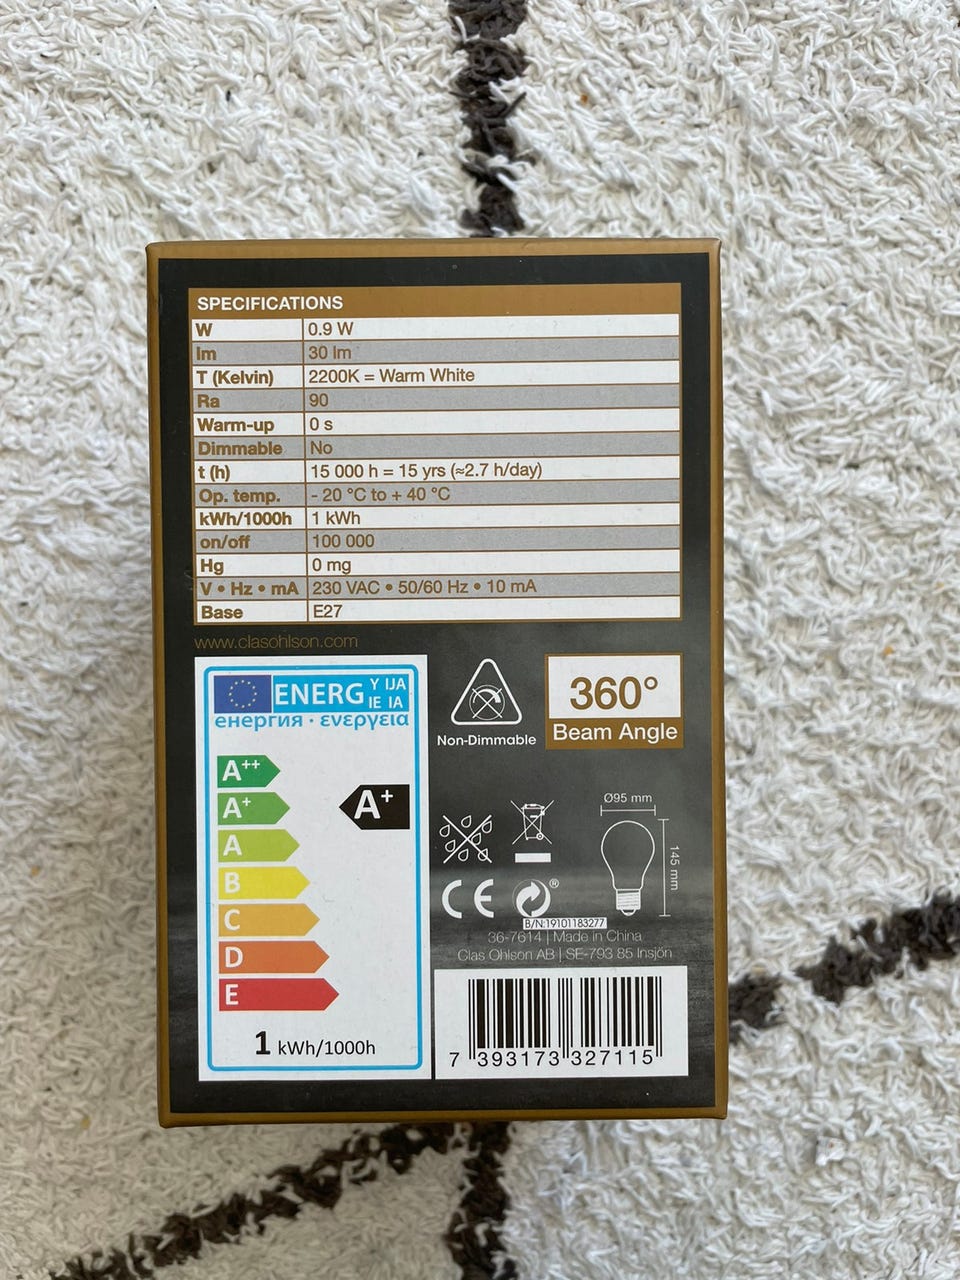 SPECIFICATIONS
W 0.9 W
lm 30 lm
T (Kelvin) 2200K = Warm White
Ra 90
Warm-up 0 s
Dimmable No
t (h) 15 000 h = 15 yrs (≈2.7 h/day)
Op. temp. - 20 °C to + 40 °C
kWh/1000h 1 kWh
on/off 100 000
Hg 0 mg
V • Hz • mA 230 VAC • 50/60 Hz • 10 mA
Base E27
www.clasohlson.com
ENERG Y IJA
IE IA
енергия · ενεργεια
A++
A+
A+
A
B
C
D
E
1 kWh/1000h
Non-Dimmable
360°
Beam Angle
Ø95 mm
145 mm
CE
®
B/N:19101183277
36-7614 | Made in China
Clas Ohlson AB | SE-793 85 Insjön
7 393173 327115